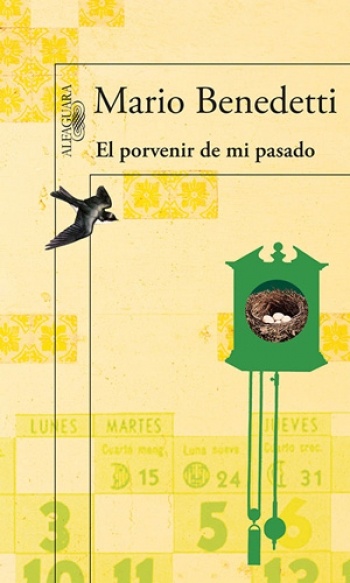 ALFAGUARA
Mario Benedetti
El porvenir de mi pasado
LUNES MARTES JUEVES
Cuarto meng. Luna nueva Cuarto crec.
15 24 31
3 5 6
10 11 12 13